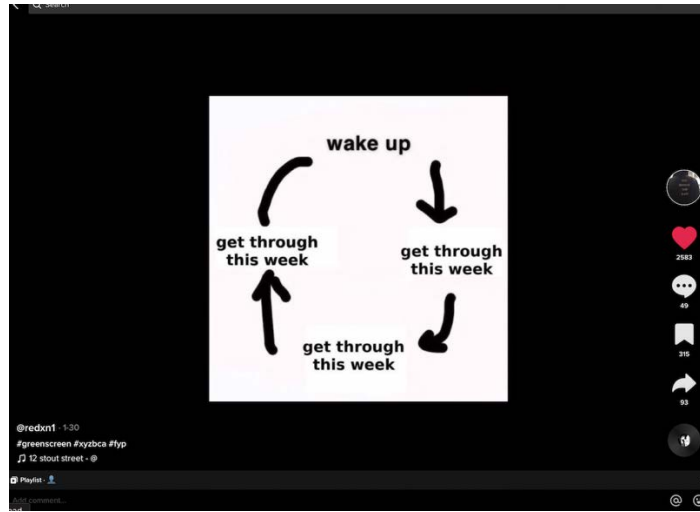 Search
wake up
get through
this week
get through
this week
get through
this week
2583
49
315
93
@redxn1 · 1-30
#greenscreen #xyzbca #fyp
12 stout street - @
Playlist ·
Add comment...
@